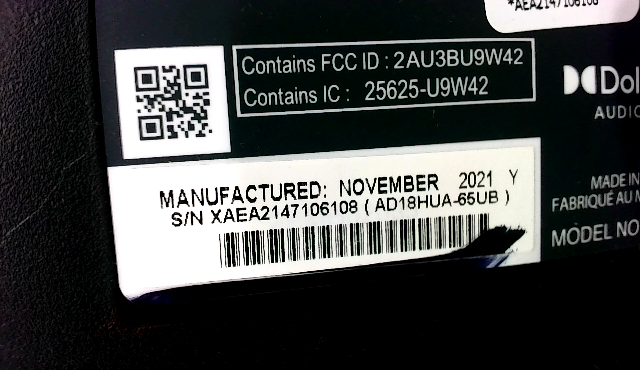 *AEA2147106108
Contains FCC ID : 2AU3BU9W42
Contains IC : 25625-U9W42
AUDIO
MANUFACTURED: NOVEMBER 2021 Y
S/N XAEA2147106108 ( AD18HUA-65UB )
MADE IN
FABRIQUÉ AU
MODEL NO